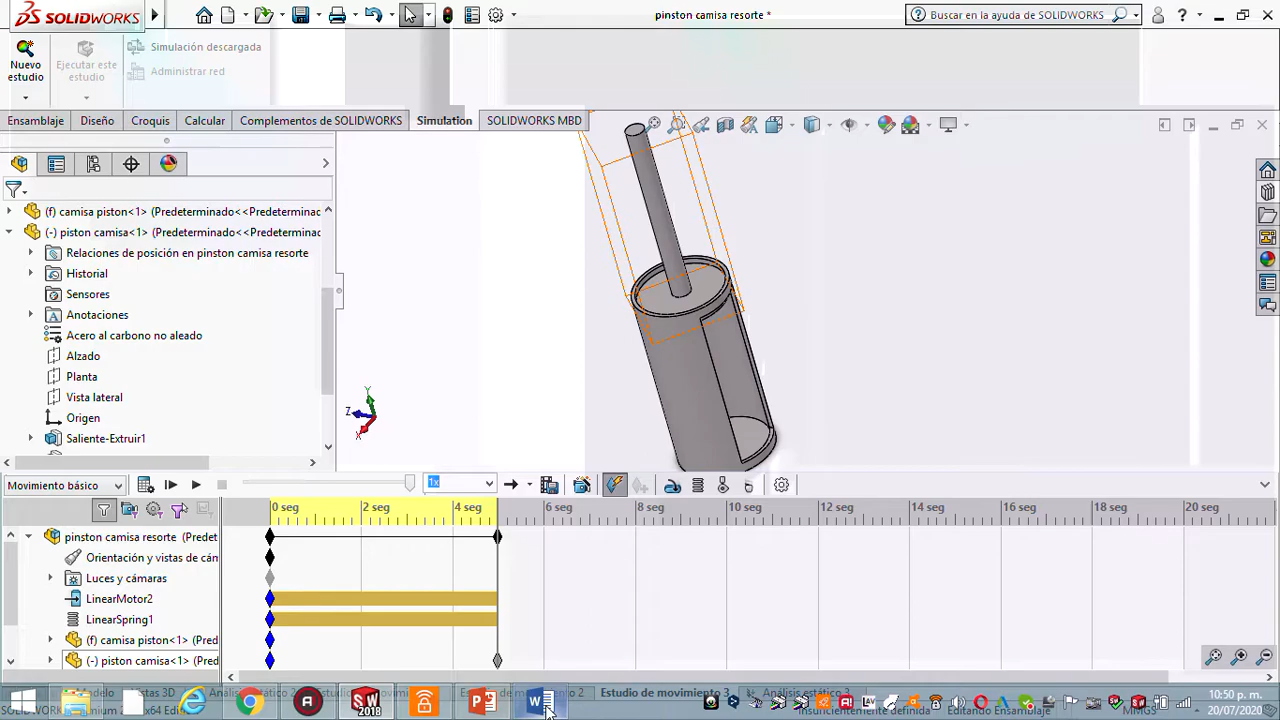 SOLIDWORKS
pinston camisa resorte *
Buscar en la ayuda de SOLIDWORKS
?
Nuevo estudio
Ejecutar este estudio
Simulación descargada
Administrar red
Ensamblaje
Diseño
Croquis
Calcular
Complementos de SOLIDWORKS
Simulation
SOLIDWORKS MBD
(f) camisa piston<1> (Predeterminado<<Predeterminac
(-) piston camisa<1> (Predeterminado<<Predeterminac
Relaciones de posición en pinston camisa resorte
Historial
Sensores
Anotaciones
Acero al carbono no aleado
Alzado
Planta
Vista lateral
Origen
Saliente-Extruir1
Y
Z
X
Movimiento básico
1x
0 seg
2 seg
4 seg
6 seg
8 seg
10 seg
12 seg
14 seg
16 seg
18 seg
20 seg
pinston camisa resorte (Predet
Orientación y vistas de cám
Luces y cámaras
LinearMotor2
LinearSpring1
(f) camisa piston<1> (Pred
(-) piston camisa<1> (Pred
Estudio de movimiento 3
Análisis estático 3
SW
2018
Insuficientemente definida
Editando Ensamblaje
MMGS
10:50 p. m.
20/07/2020